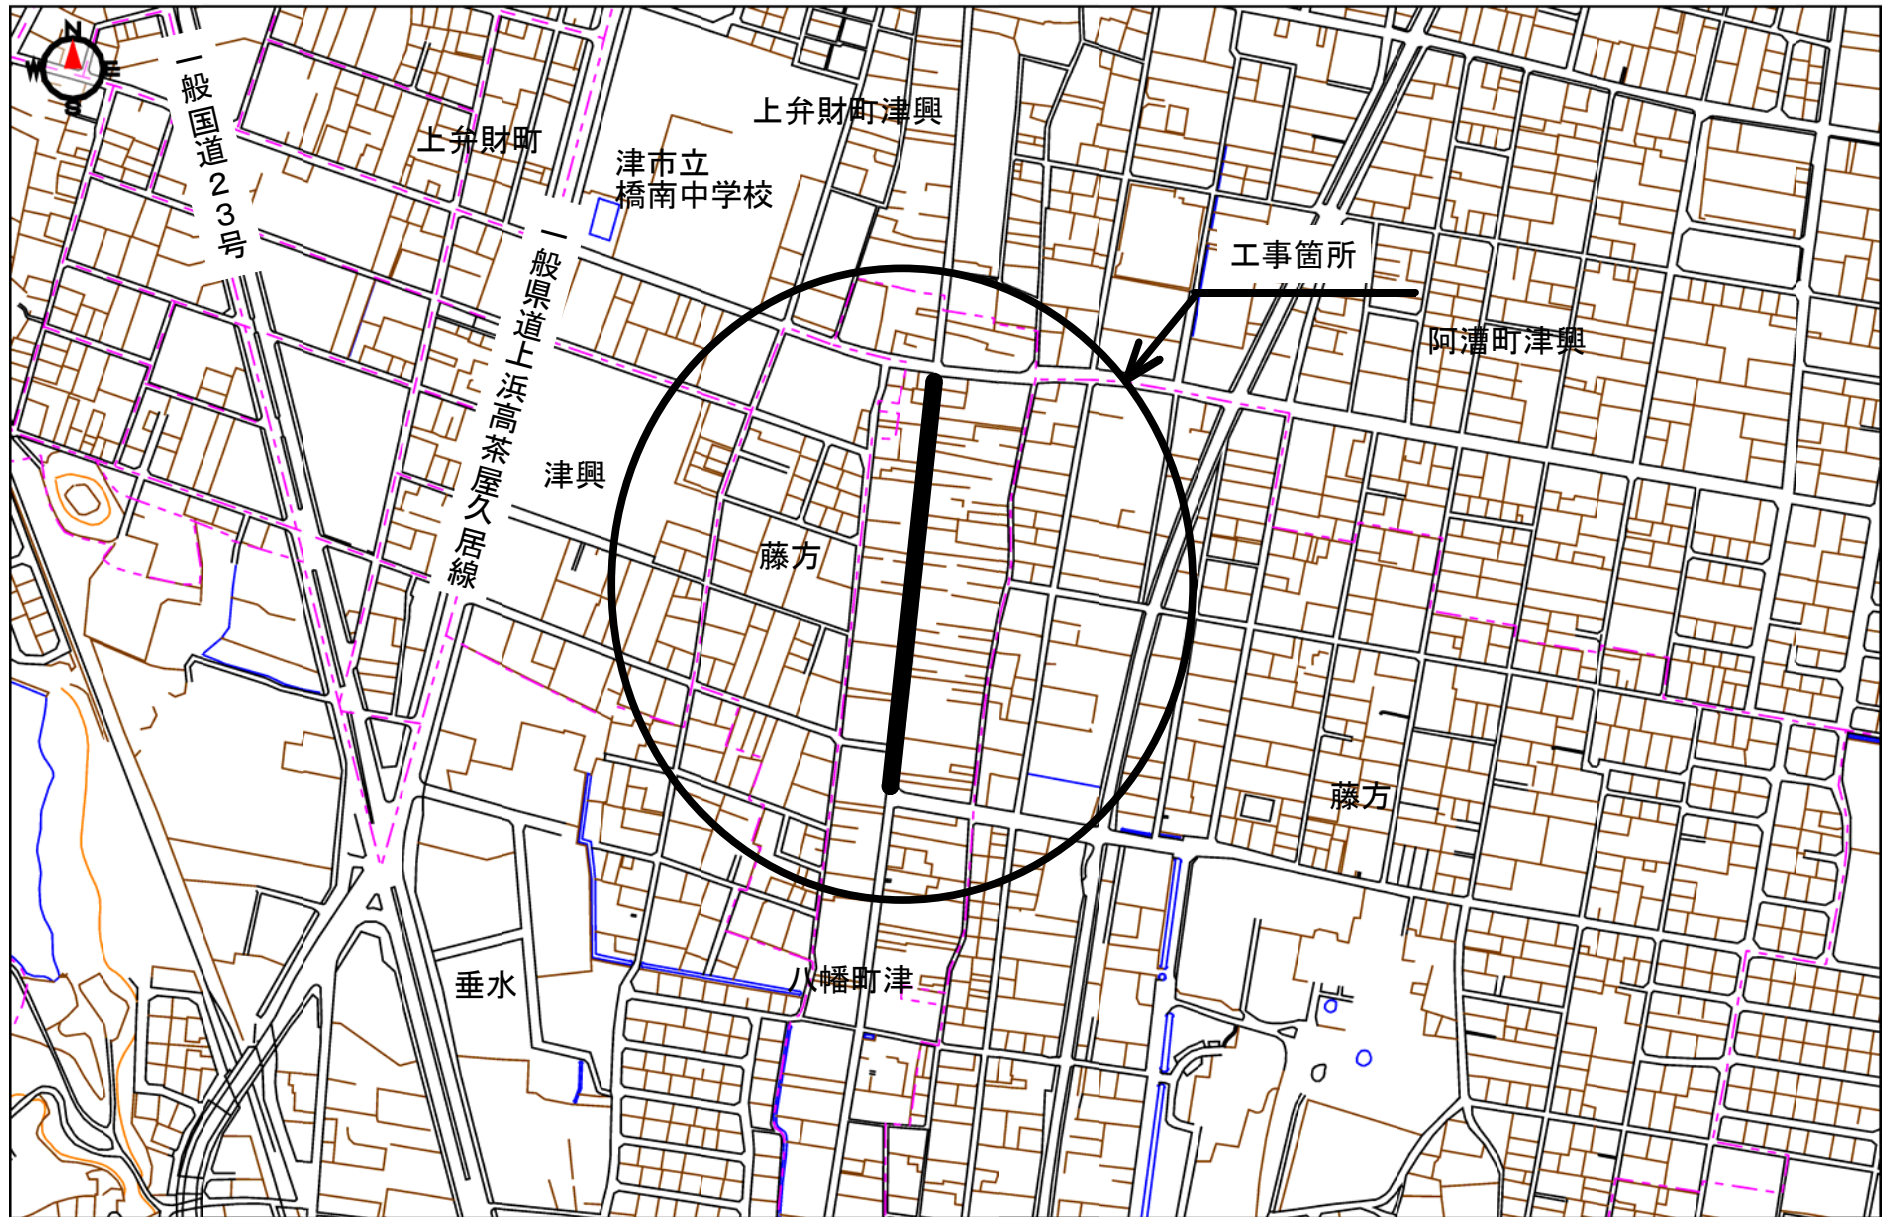 N
W E
S
一般国道23号
上弁財町
上弁財町津興
津市立
橋南中学校
一般県道上浜高茶屋久居線
工事箇所
阿漕町津興
津興
藤方
藤方
垂水
八幡町津